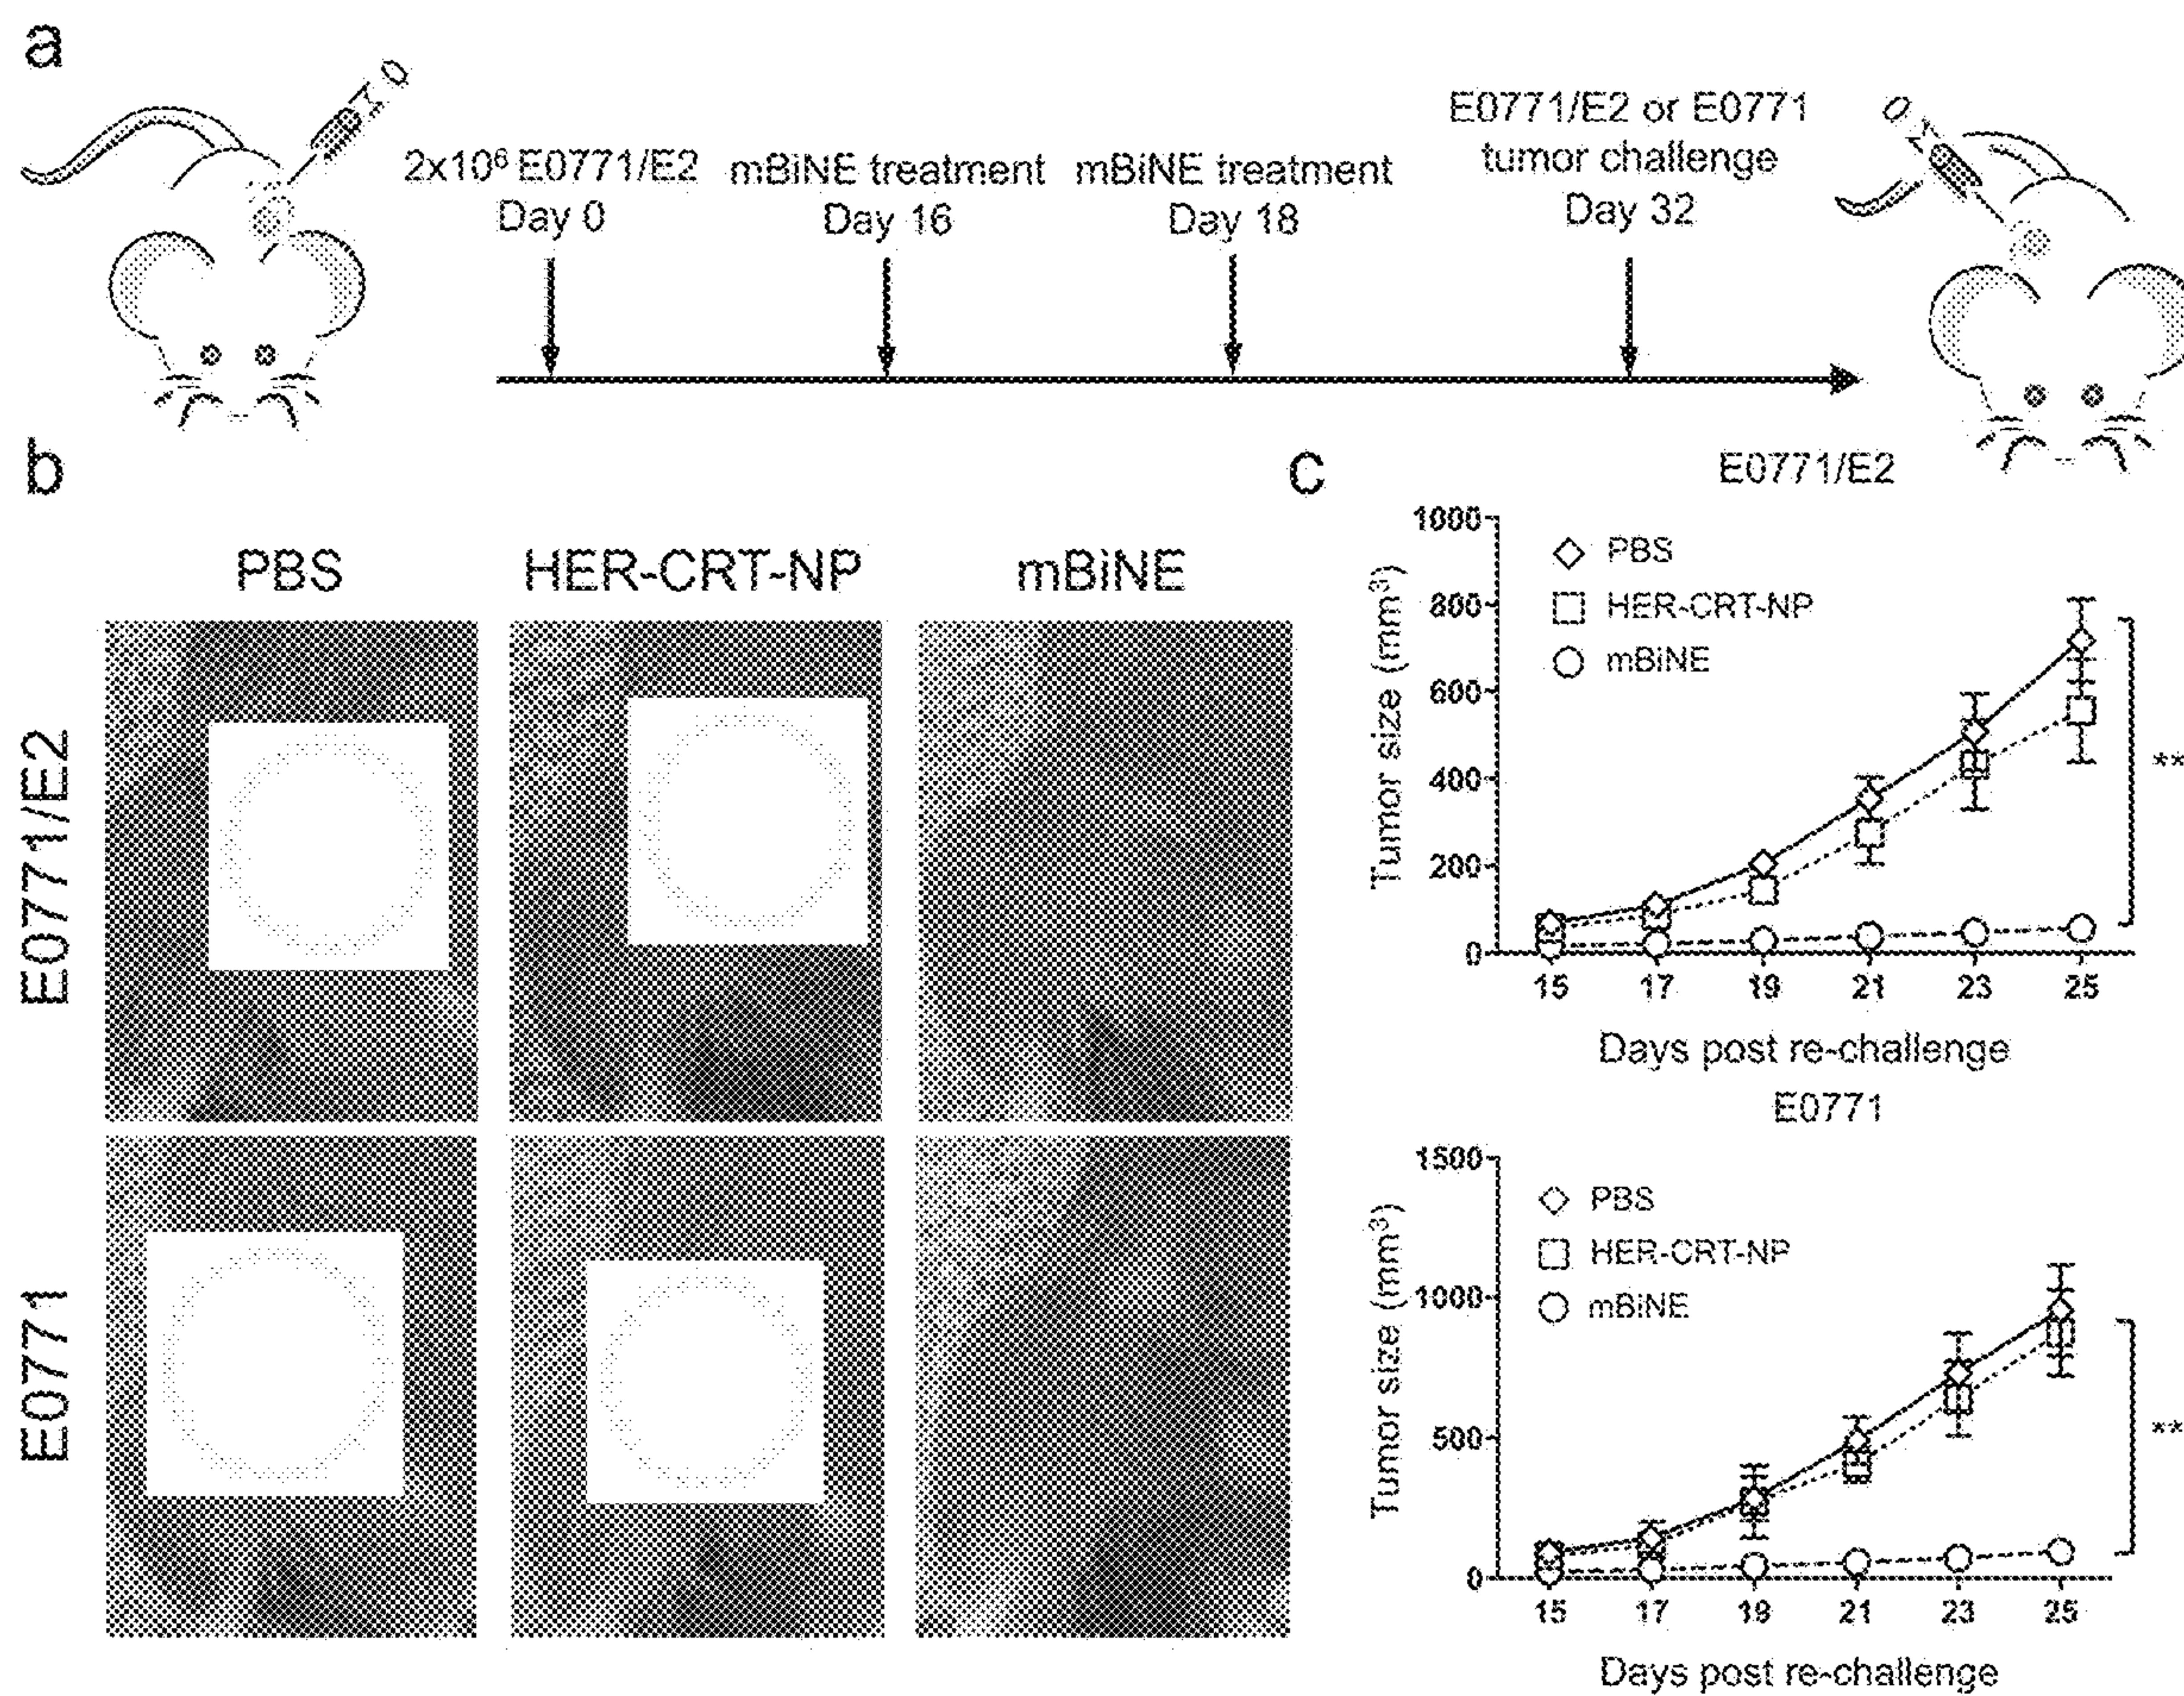 a
2x10⁶ E0771/E2
Day 0
mBiNE treatment
Day 16
mBiNE treatment
Day 18
E0771/E2 or E0771
tumor challenge
Day 32
b
PBS
HER-CRT-NP
mBiNE
E0771/E2
E0771
c
E0771/E2
1000
800
600
400
200
0
Tumor size (mm³)
PBS
HER-CRT-NP
mBiNE
**
15 17 19 21 23 25
Days post re-challenge
E0771
1500
1000
500
0
Tumor size (mm³)
PBS
HER-CRT-NP
mBiNE
**
15 17 19 21 23 25
Days post re-challenge